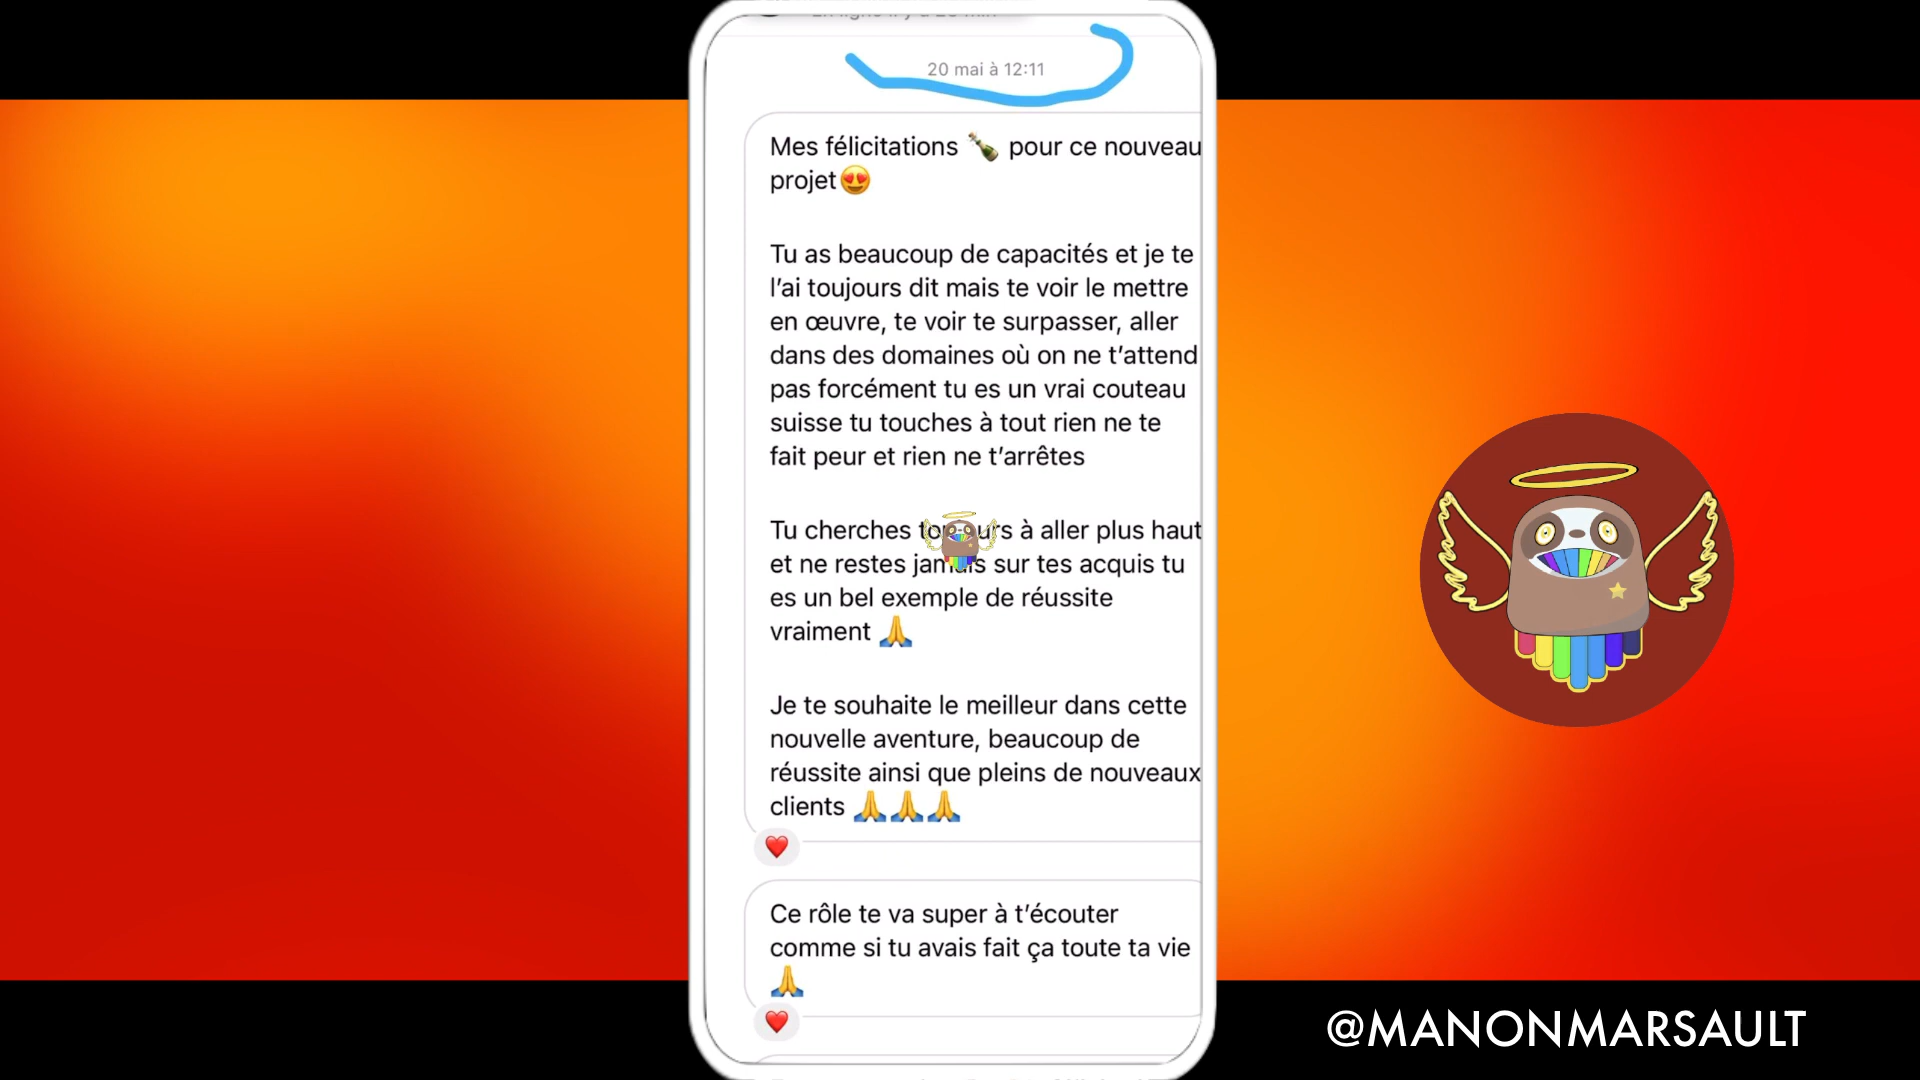 20 mai à 12:11
Mes félicitations 🍾 pour ce nouveau
projet😍
Tu as beaucoup de capacités et je te
l’ai toujours dit mais te voir le mettre
en œuvre, te voir te surpasser, aller
dans des domaines où on ne t’attend
pas forcément tu es un vrai couteau
suisse tu touches à tout rien ne te
fait peur et rien ne t’arrêtes
Tu cherches toujours à aller plus haut
et ne restes jamais sur tes acquis tu
es un bel exemple de réussite
vraiment 🙏
Je te souhaite le meilleur dans cette
nouvelle aventure, beaucoup de
réussite ainsi que pleins de nouveaux
clients 🙏🙏🙏
❤️
Ce rôle te va super à t’écouter
comme si tu avais fait ça toute ta vie
🙏
❤️
@MANONMARSAULT